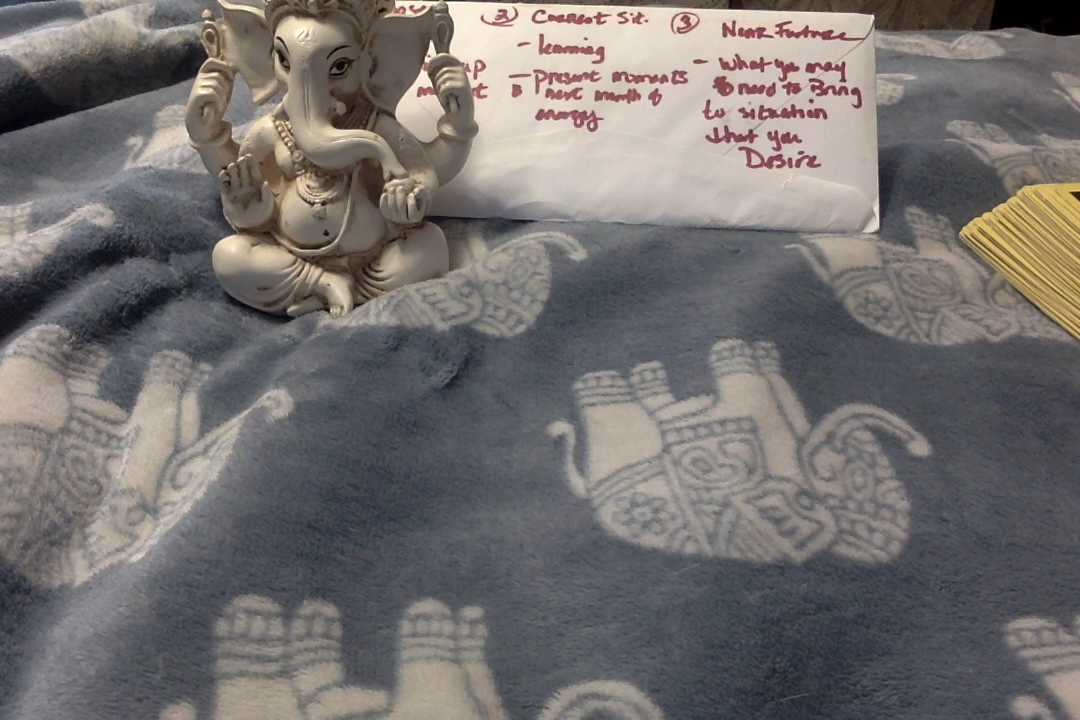 ② Current Sit.
- learning
- Present moments
& next month of
energy
③ Near Future
- what you may
need to Bring
to situation
that you
Desire